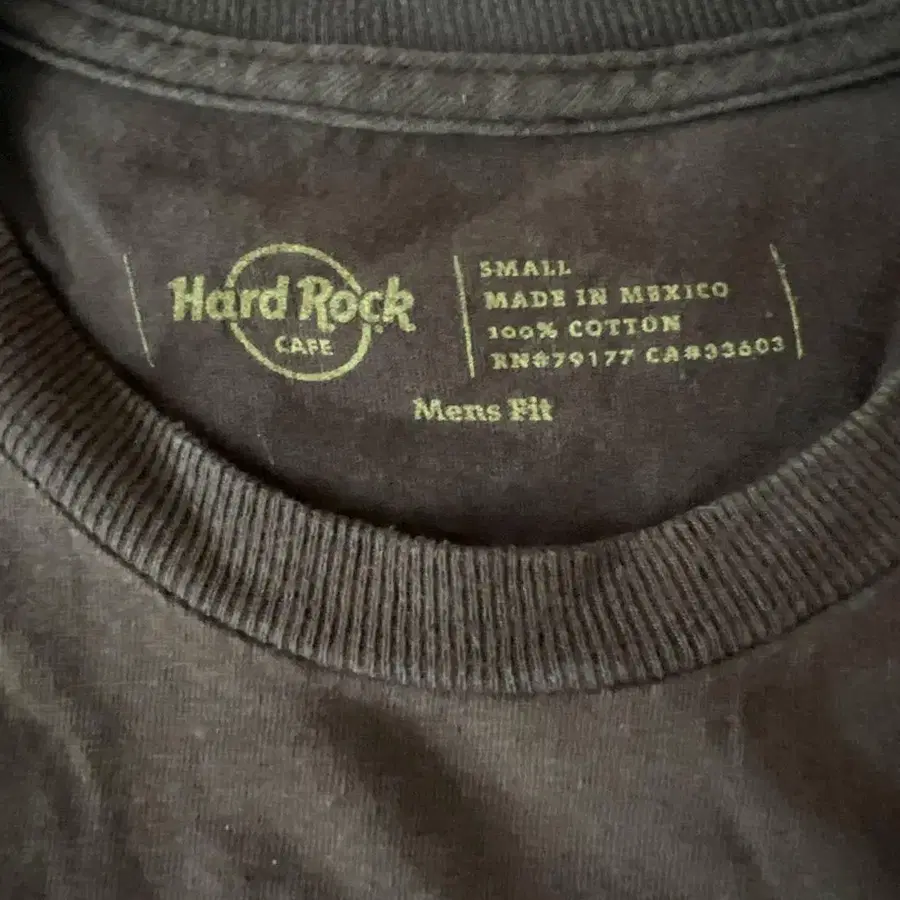 Hard Rock
CAFE
SMALL
MADE IN MEXICO
100% COTTON
RN#79177 CA#33603
Mens Fit